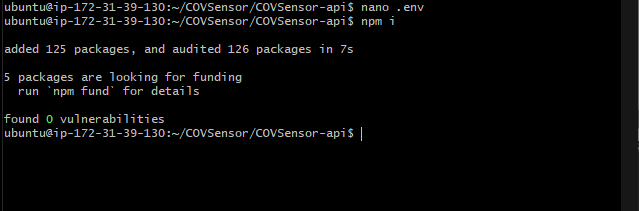 ubuntu@ip-172-31-39-130:~/COVSensor/COVSensor-api$ nano .env
ubuntu@ip-172-31-39-130:~/COVSensor/COVSensor-api$ npm i
added 125 packages, and audited 126 packages in 7s
5 packages are looking for funding
run `npm fund` for details
found 0 vulnerabilities
ubuntu@ip-172-31-39-130:~/COVSensor/COVSensor-api$